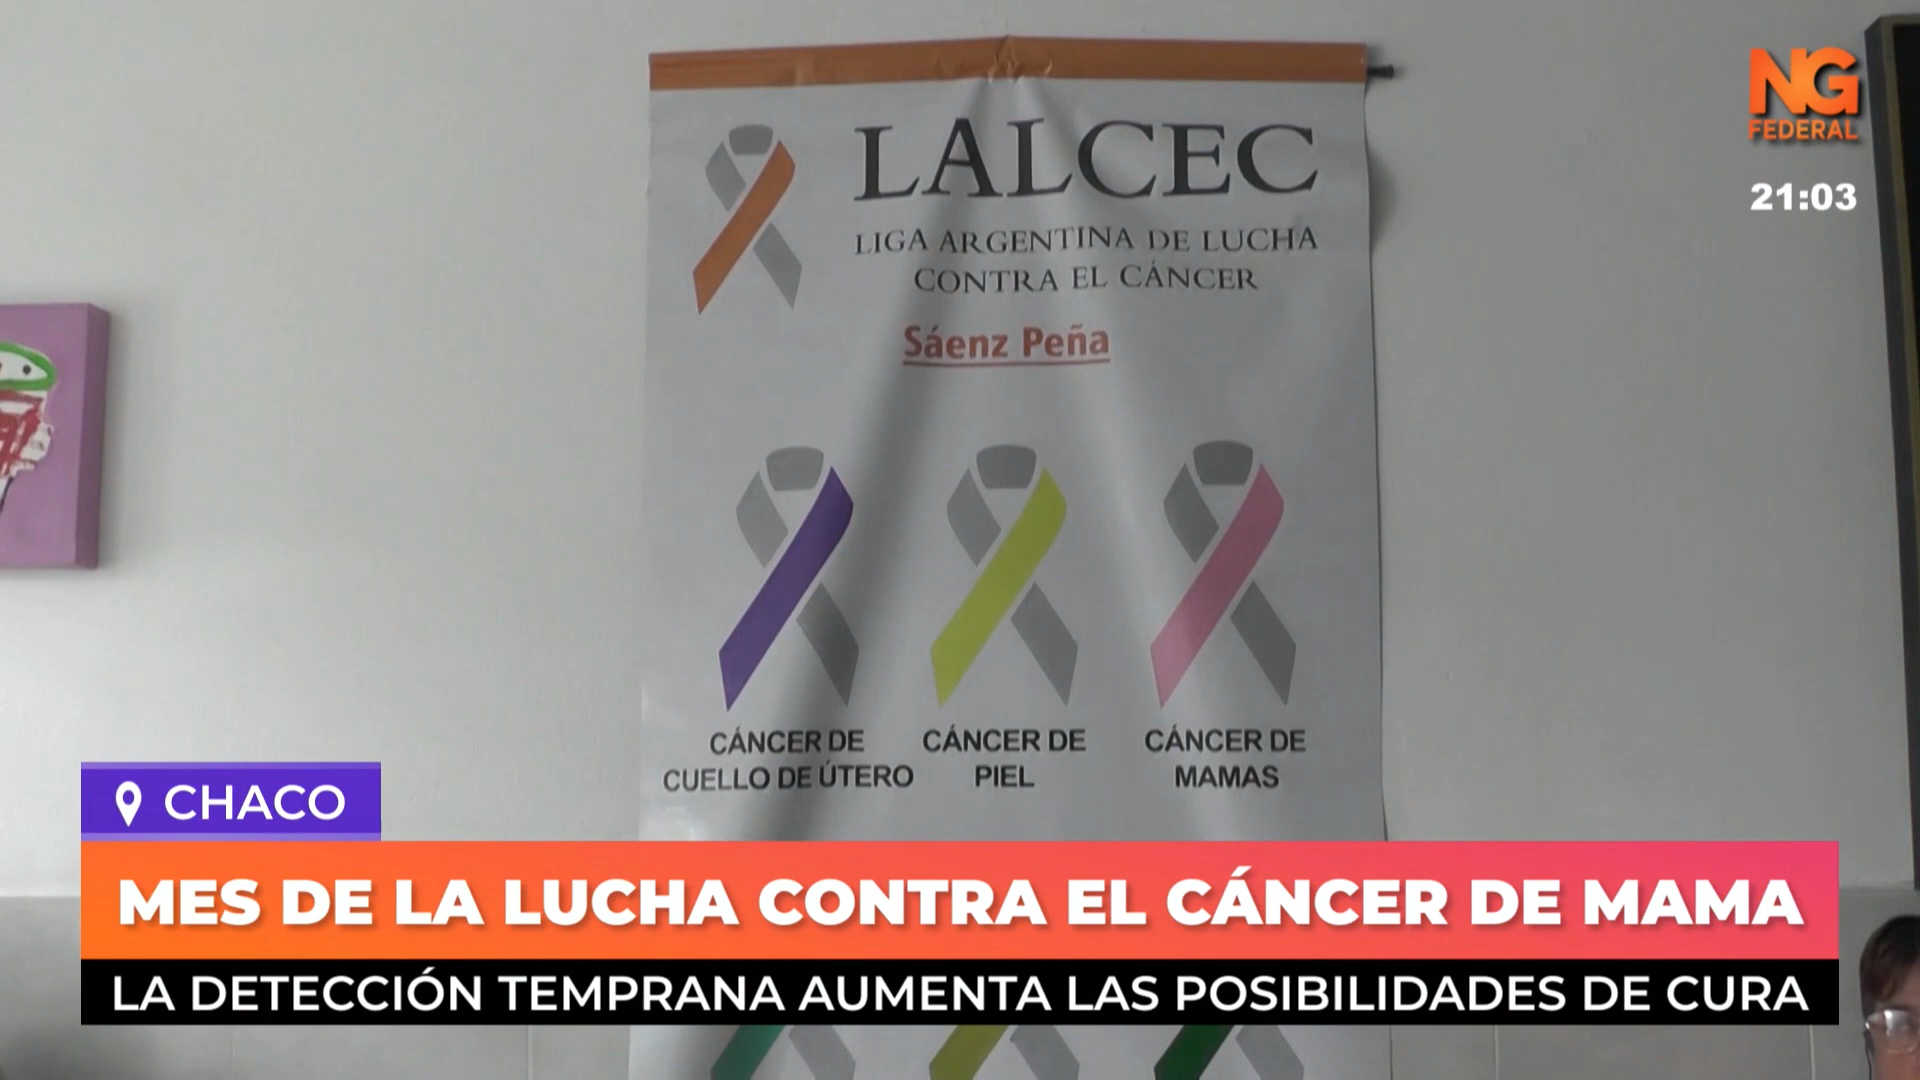 LALCEC
LIGA ARGENTINA DE LUCHA
CONTRA EL CÁNCER
Sáenz Peña
NG
FEDERAL
21:03
CÁNCER DE
CUELLO DE ÚTERO
CÁNCER DE
PIEL
CÁNCER DE
MAMAS
CHACO
MES DE LA LUCHA CONTRA EL CÁNCER DE MAMA
LA DETECCIÓN TEMPRANA AUMENTA LAS POSIBILIDADES DE CURA